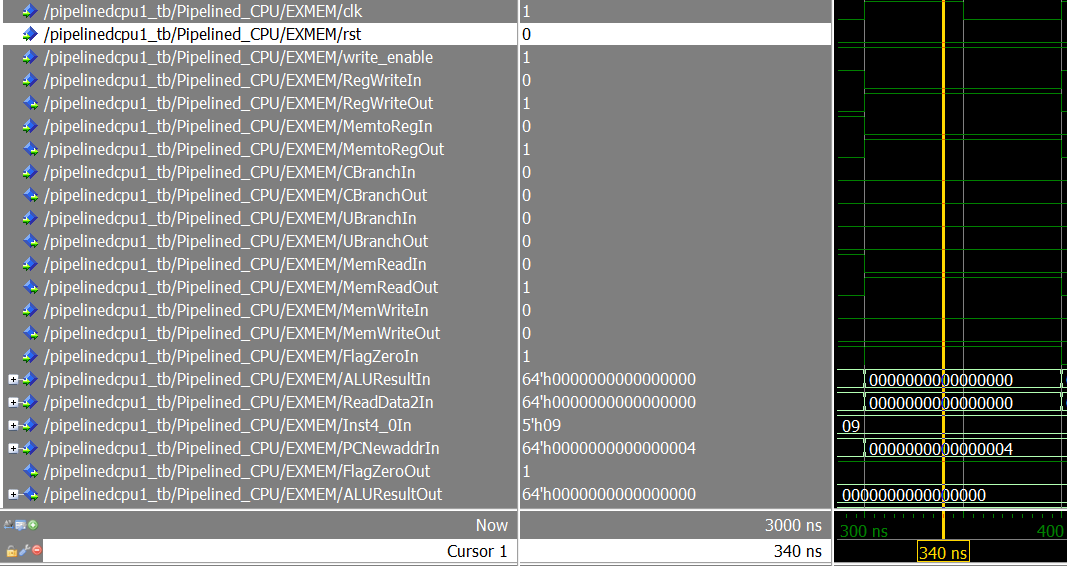 /pipelinedcpu1_tb/Pipelined_CPU/EXMEM/clk 1
/pipelinedcpu1_tb/Pipelined_CPU/EXMEM/rst 0
/pipelinedcpu1_tb/Pipelined_CPU/EXMEM/write_enable 1
/pipelinedcpu1_tb/Pipelined_CPU/EXMEM/RegWriteIn 0
/pipelinedcpu1_tb/Pipelined_CPU/EXMEM/RegWriteOut 1
/pipelinedcpu1_tb/Pipelined_CPU/EXMEM/MemtoRegIn 0
/pipelinedcpu1_tb/Pipelined_CPU/EXMEM/MemtoRegOut 1
/pipelinedcpu1_tb/Pipelined_CPU/EXMEM/CBranchIn 0
/pipelinedcpu1_tb/Pipelined_CPU/EXMEM/CBranchOut 0
/pipelinedcpu1_tb/Pipelined_CPU/EXMEM/UBranchIn 0
/pipelinedcpu1_tb/Pipelined_CPU/EXMEM/UBranchOut 0
/pipelinedcpu1_tb/Pipelined_CPU/EXMEM/MemReadIn 0
/pipelinedcpu1_tb/Pipelined_CPU/EXMEM/MemReadOut 1
/pipelinedcpu1_tb/Pipelined_CPU/EXMEM/MemWriteIn 0
/pipelinedcpu1_tb/Pipelined_CPU/EXMEM/MemWriteOut 0
/pipelinedcpu1_tb/Pipelined_CPU/EXMEM/FlagZeroIn 1
/pipelinedcpu1_tb/Pipelined_CPU/EXMEM/ALUResultIn 64'h0000000000000000 0000000000000000
/pipelinedcpu1_tb/Pipelined_CPU/EXMEM/ReadData2In 64'h0000000000000000 0000000000000000
/pipelinedcpu1_tb/Pipelined_CPU/EXMEM/Inst4_0In 5'h09 09
/pipelinedcpu1_tb/Pipelined_CPU/EXMEM/PCNewaddrIn 64'h0000000000000004 0000000000000004
/pipelinedcpu1_tb/Pipelined_CPU/EXMEM/FlagZeroOut 1
/pipelinedcpu1_tb/Pipelined_CPU/EXMEM/ALUResultOut 64'h0000000000000000 0000000000000000
Now 3000 ns 300 ns 400
Cursor 1 340 ns 340 ns